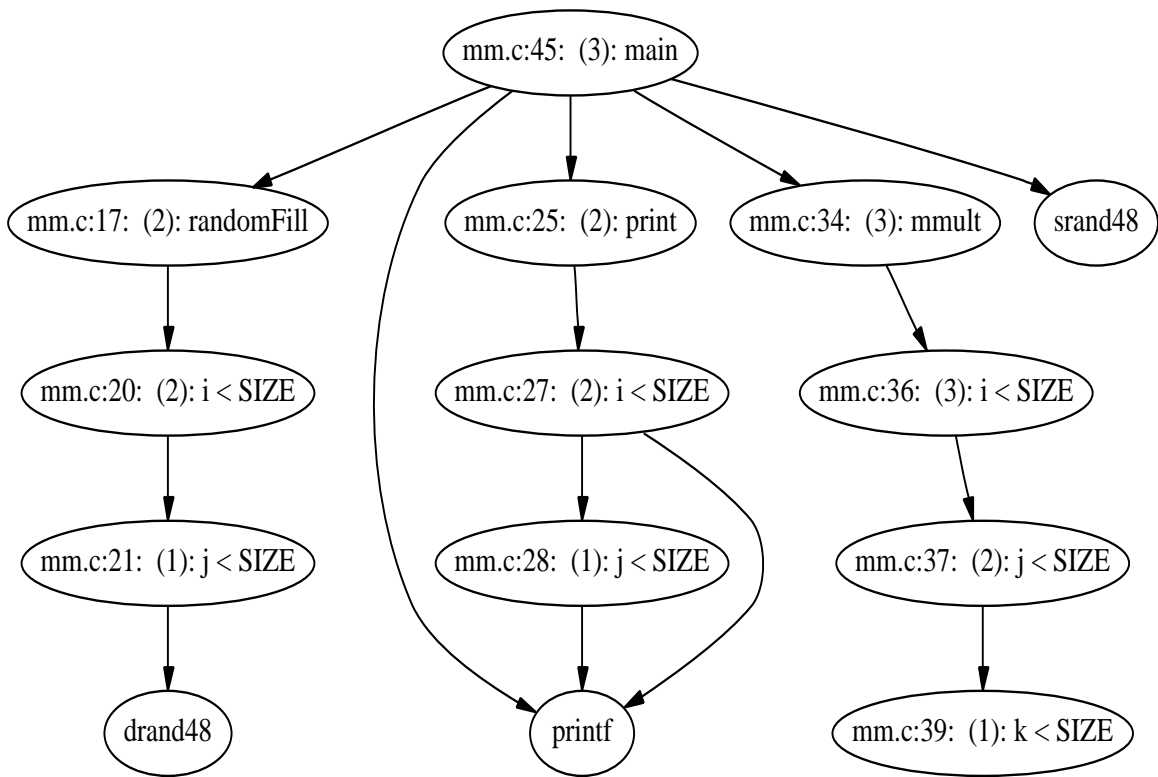 mm.c:45:  (3): main
mm.c:17:  (2): randomFill
mm.c:25:  (2): print
mm.c:34:  (3): mmult
srand48
mm.c:20:  (2): i < SIZE
mm.c:27:  (2): i < SIZE
mm.c:36:  (3): i < SIZE
mm.c:21:  (1): j < SIZE
mm.c:28:  (1): j < SIZE
mm.c:37:  (2): j < SIZE
drand48
printf
mm.c:39:  (1): k < SIZE